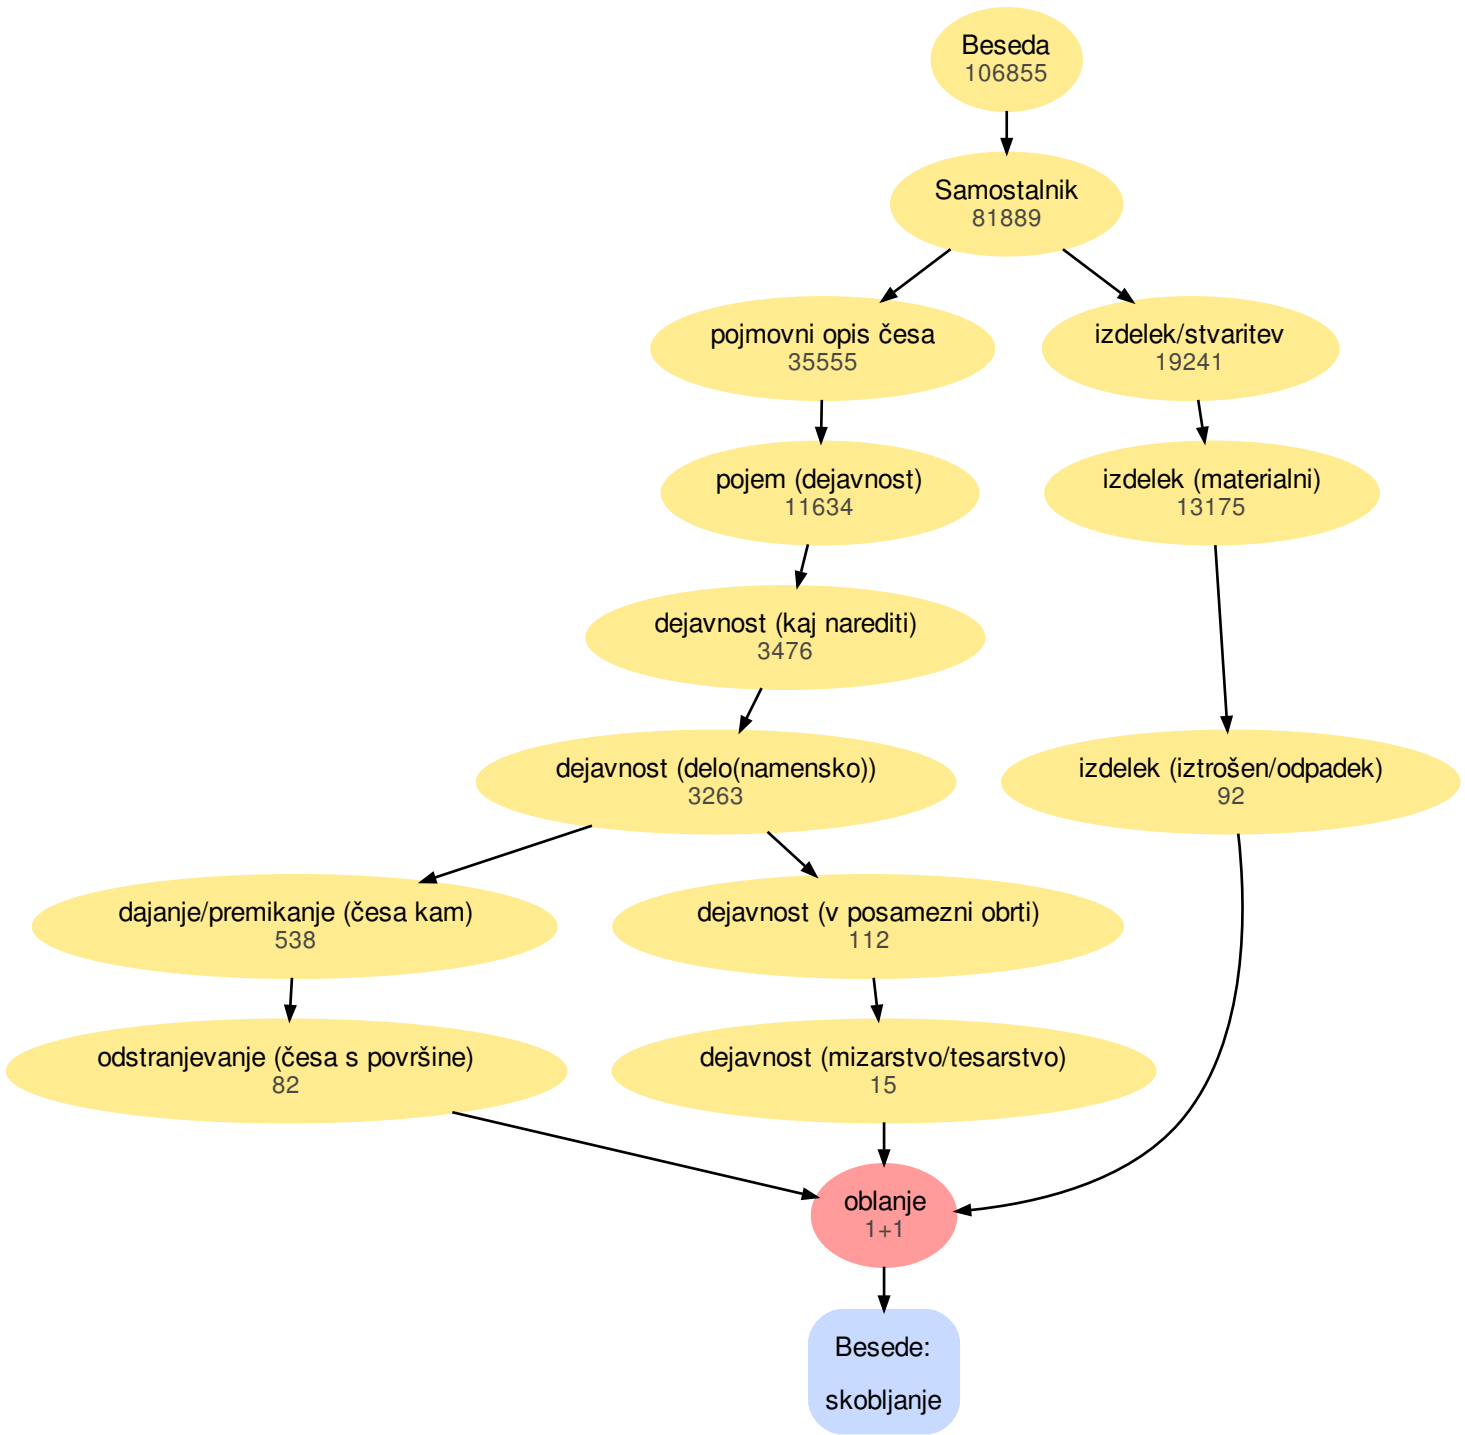 Beseda
106855
Samostalnik
81889
pojmovni opis česa
35555
izdelek/stvaritev
19241
pojem (dejavnost)
11634
izdelek (materialni)
13175
dejavnost (kaj narediti)
3476
dejavnost (delo(namensko))
3263
izdelek (iztrošen/odpadek)
92
dajanje/premikanje (česa kam)
538
dejavnost (v posamezni obrti)
112
odstranjevanje (česa s površine)
82
dejavnost (mizarstvo/tesarstvo)
15
oblanje
1+1
Besede:
skobljanje